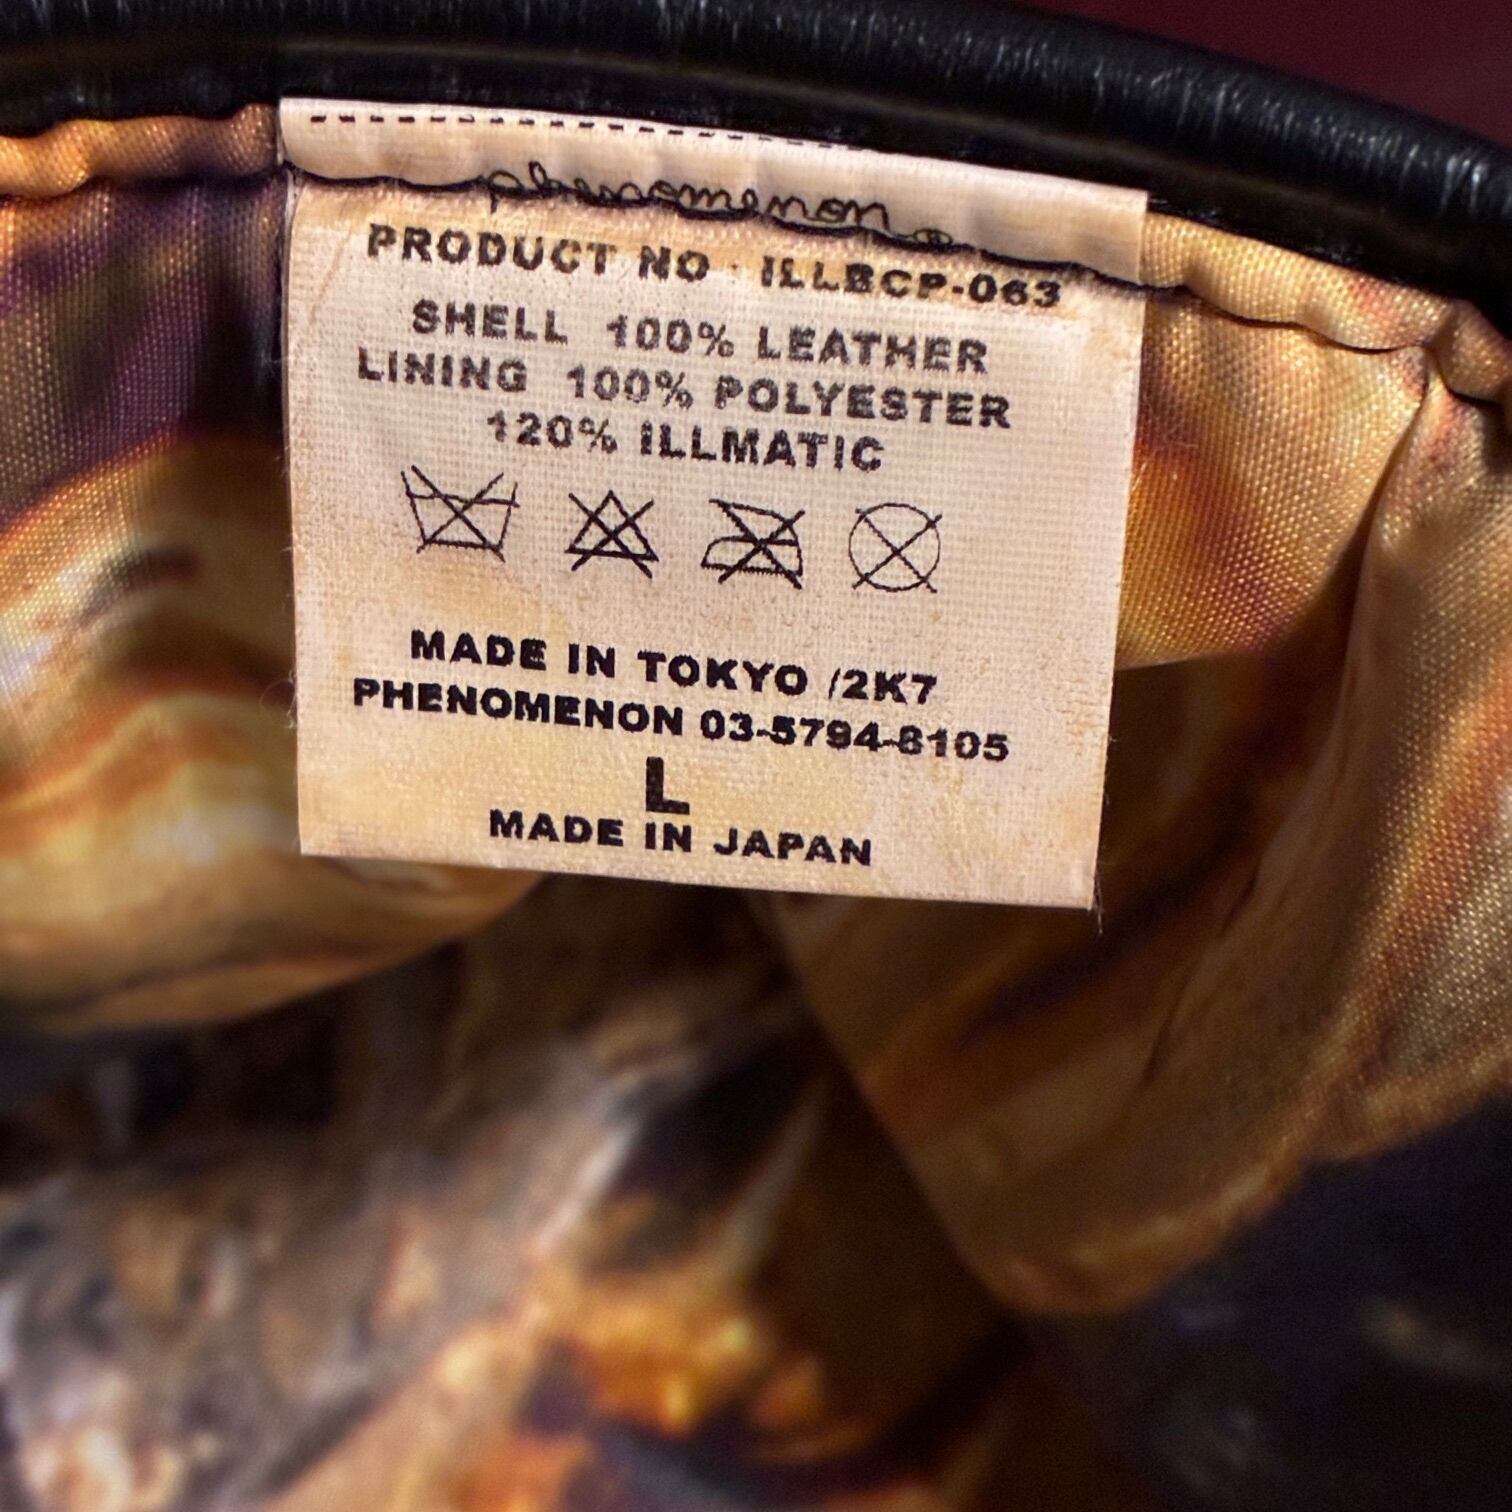 phenomenon
PRODUCT NO · ILLBCP-063
SHELL 100% LEATHER
LINING 100% POLYESTER
120% ILLMATIC
MADE IN TOKYO /2K7
PHENOMENON 03-5794-8105
L
MADE IN JAPAN